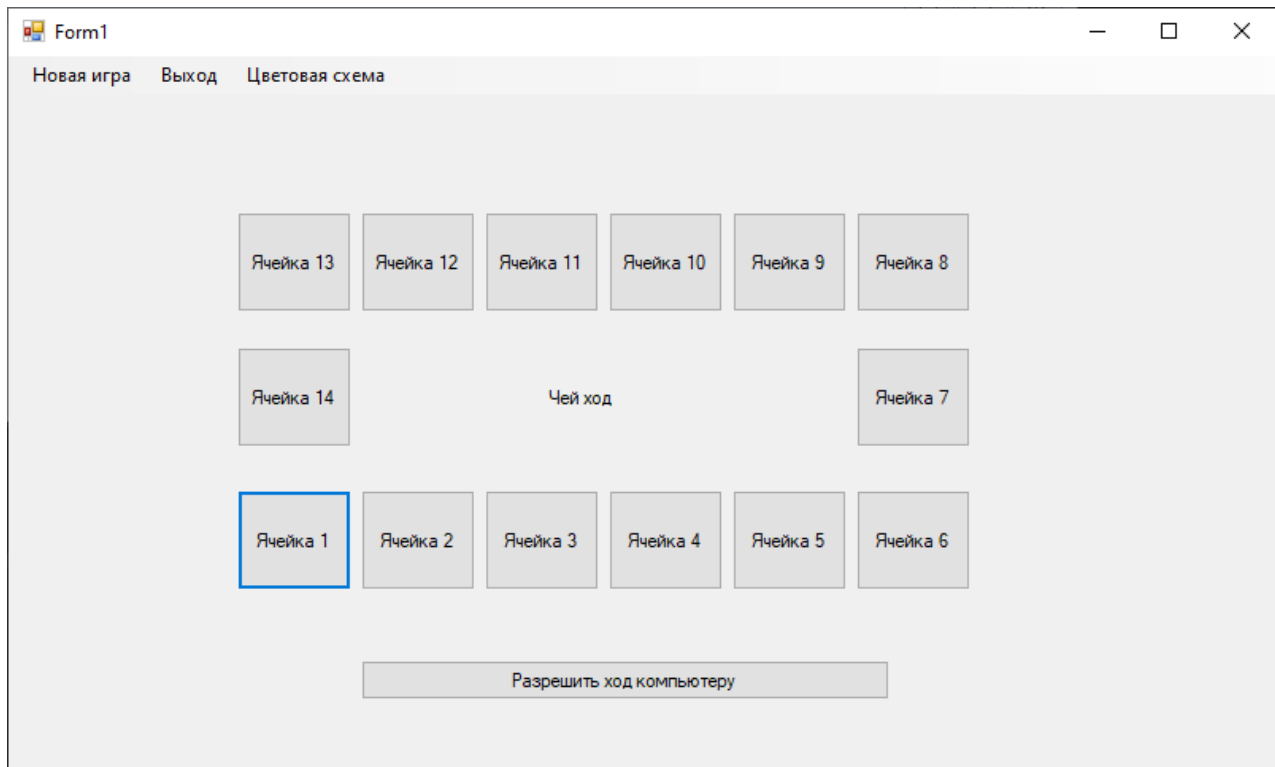 Form1
Новая игра Выход Цветовая схема
Ячейка 13 Ячейка 12 Ячейка 11 Ячейка 10 Ячейка 9 Ячейка 8
Ячейка 14 Чей ход Ячейка 7
Ячейка 1 Ячейка 2 Ячейка 3 Ячейка 4 Ячейка 5 Ячейка 6
Разрешить ход компьютеру